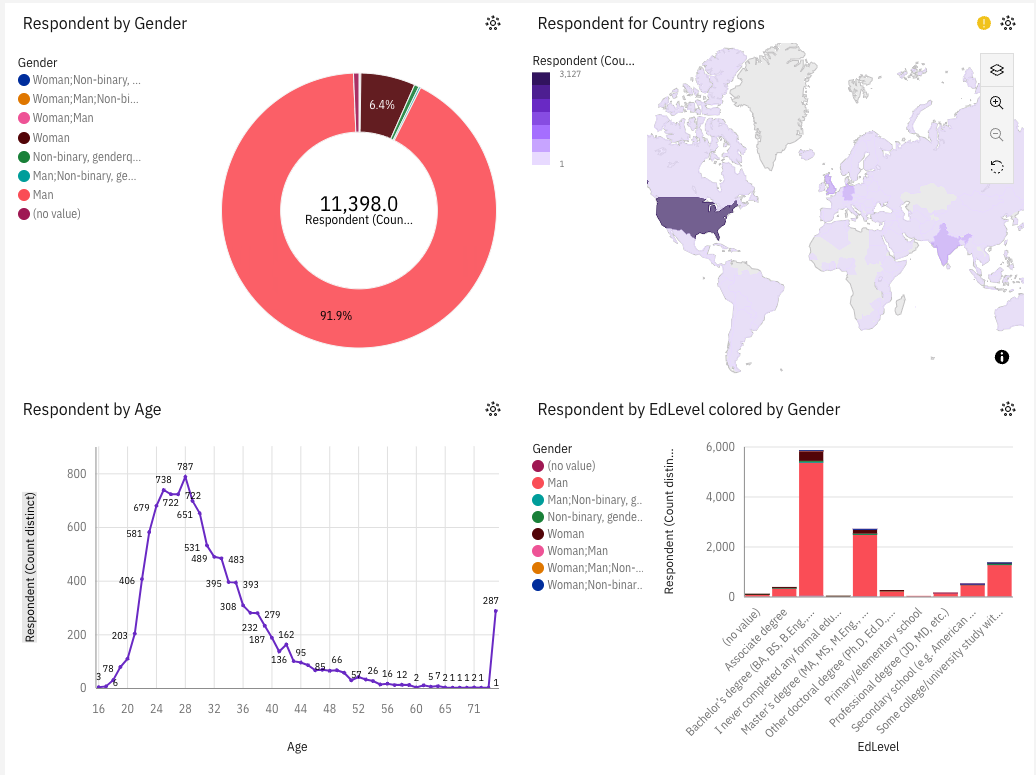 Respondent by Gender
Gender
Woman;Non-binary, ...
Woman;Man;Non-bi...
Woman;Man
Woman
Non-binary, genderq...
Man;Non-binary, ge...
Man
(no value)
6.4%
11,398.0
Respondent (Coun...
91.9%
Respondent for Country regions
Respondent (Cou...
3,127
1
Respondent by Age
Respondent (Count distinct)
800
600
400
200
0
3
78
6
203
406
581
679
738
722
787
722
651
531
489
483
395
393
308
279
232
187
162
136
95
85
66
57
26
16
12
2
5
7
2
1
1
1
1
2
1
287
1
16
20
24
28
32
36
40
44
48
52
56
60
65
71
Age
Respondent by EdLevel colored by Gender
Gender
(no value)
Man
Man;Non-binary, g..
Non-binary, gende..
Woman
Woman;Man
Woman;Man;Non-...
Woman;Non-binar..
Respondent (Count distin...
6,000
4,000
2,000
0
(no value)
Associate degree
Bachelor's degree (BA, BS, B.Eng.,...
I never completed any formal edu...
Master's degree (MA, MS, M.Eng., ...
Other doctoral degree (Ph.D, Ed.D.,...
Primary/elementary school
Professional degree (JD, MD, etc.)
Secondary school (e.g. American ...
Some college/university study wit...
EdLevel